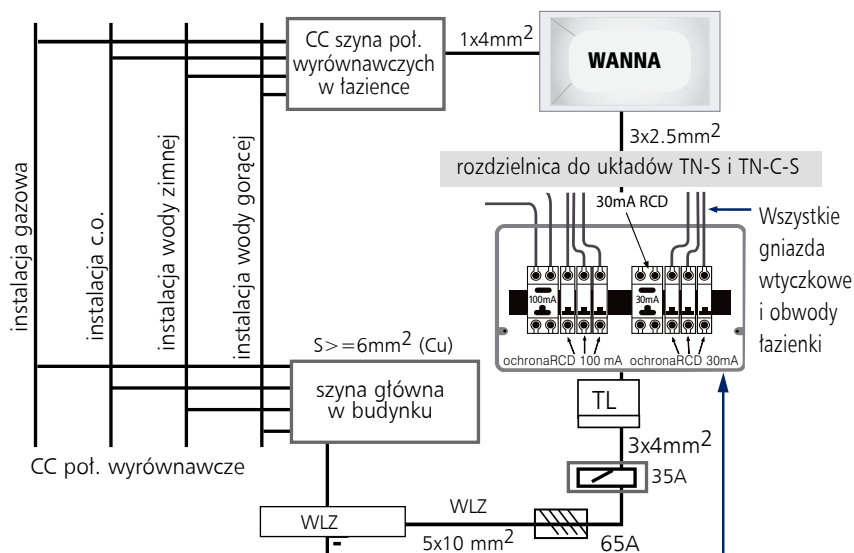 CC szyna poł.
wyrównawczych
w łazience
1x4mm²
WANNA
3x2.5mm²
rozdzielnica do układów TN-S i TN-C-S
30mA RCD
Wszystkie
gniazda
wtyczkowe
i obwody
łazienki
100mA
30mA
ochronaRCD 100 mA
ochronaRCD 30mA
instalacja gazowa
instalacja c.o.
instalacja wody zimnej
instalacja wody gorącej
S>=6mm² (Cu)
szyna główna
w budynku
CC poł. wyrównawcze
TL
3x4mm²
35A
WLZ
WLZ
5x10 mm²
65A